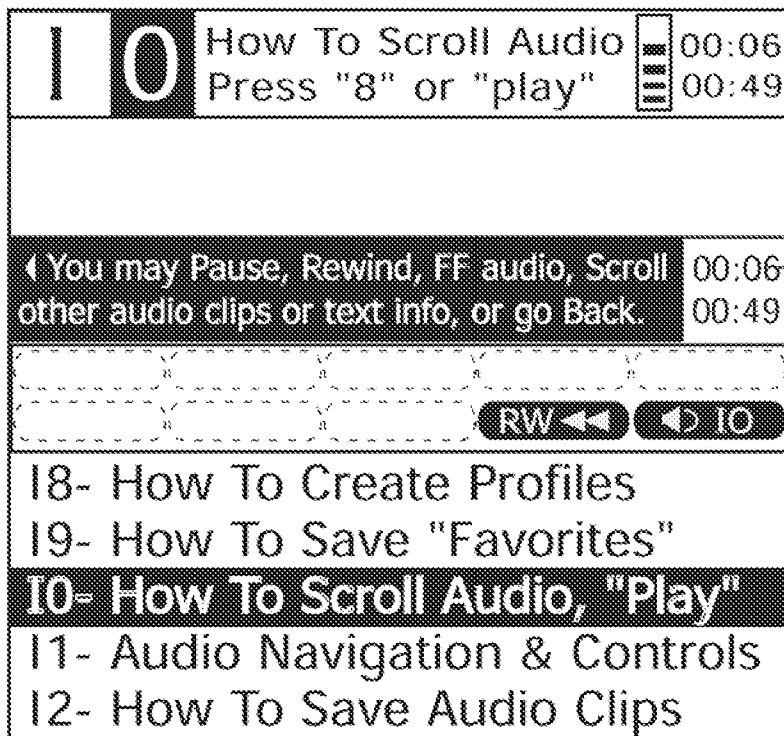 I 0 How To Scroll Audio 00:06
Press "8" or "play" 00:49
You may Pause, Rewind, FF audio, Scroll 00:06
other audio clips or text info, or go Back. 00:49
RW IO
I8- How To Create Profiles
I9- How To Save "Favorites"
I0- How To Scroll Audio, "Play"
I1- Audio Navigation & Controls
I2- How To Save Audio Clips